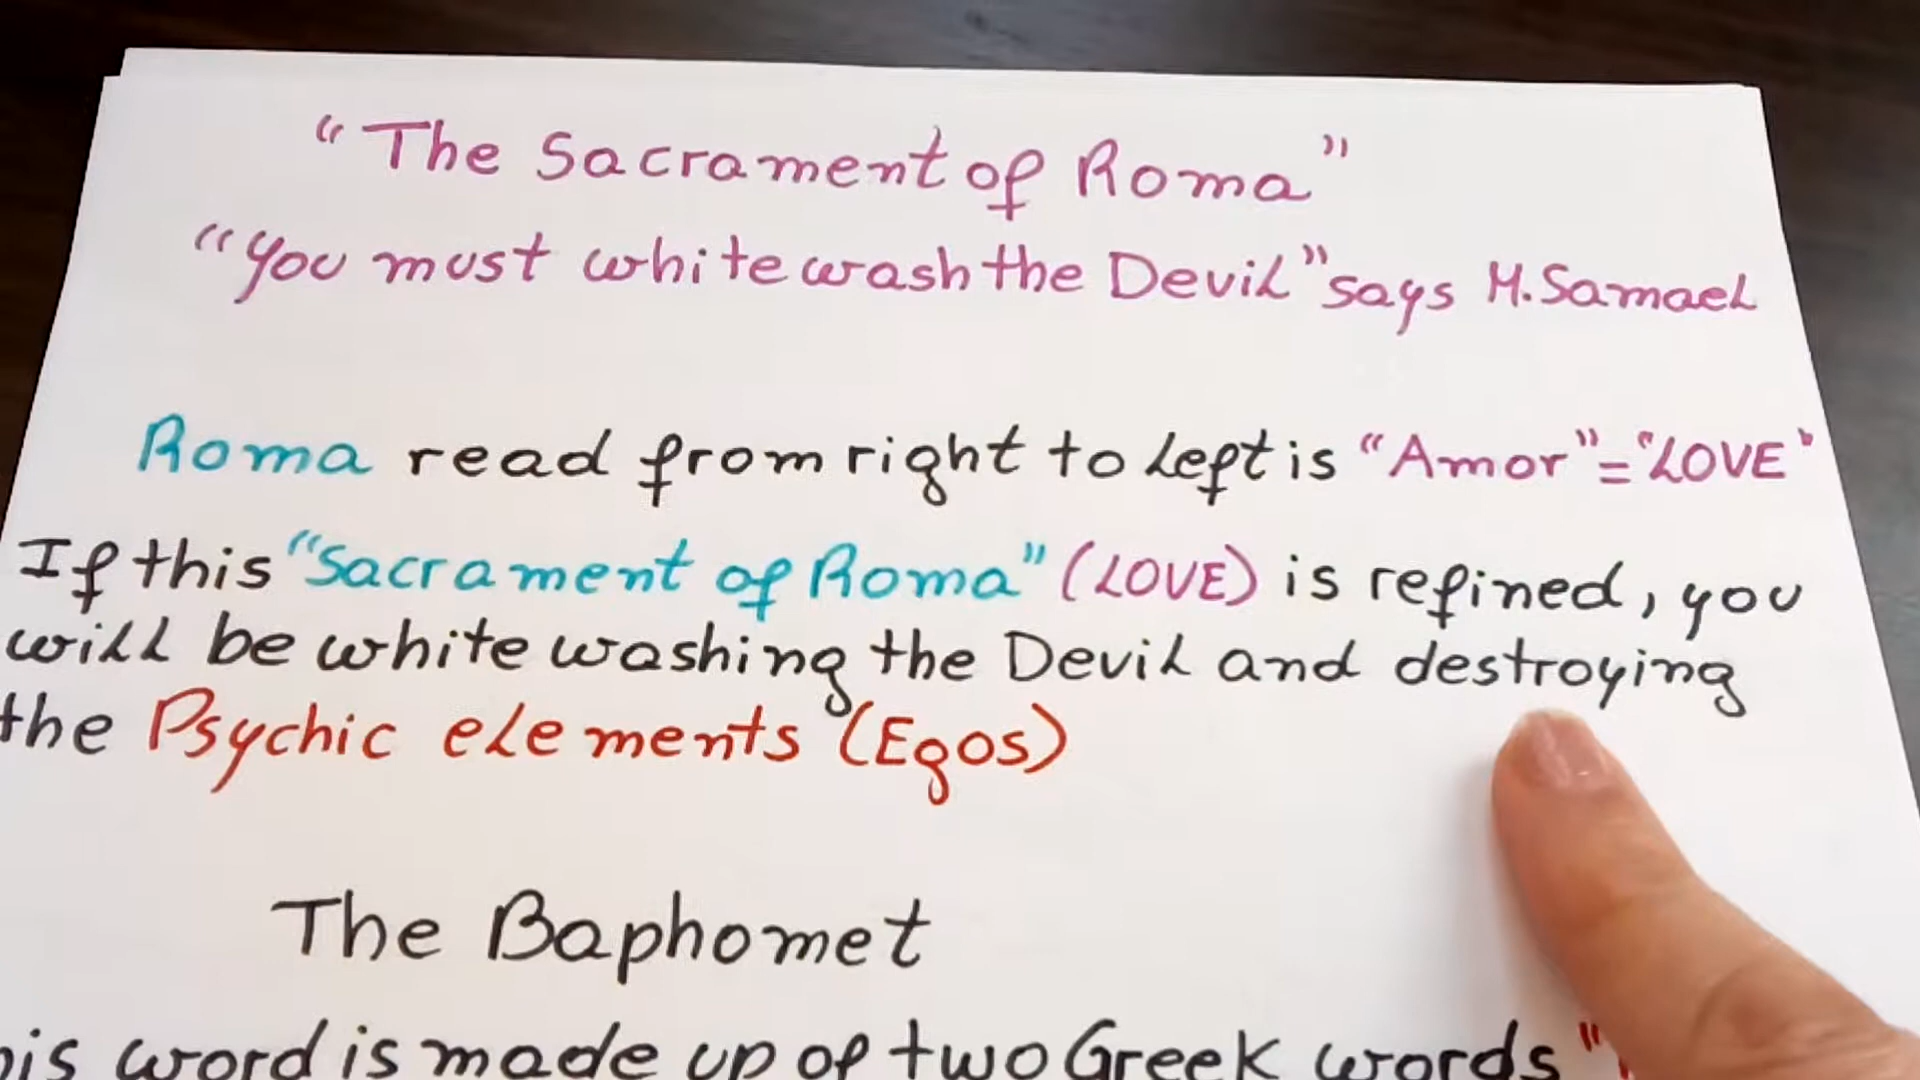 “The Sacrament of Roma”
“You must whitewash the Devil” says M. Samael
Roma read from right to left is “Amor” = “LOVE”
If this “Sacrament of Roma” (LOVE) is refined, you
will be white washing the Devil and destroying
the Psychic elements (Egos)
The Baphomet
word is made up of two Greek words “